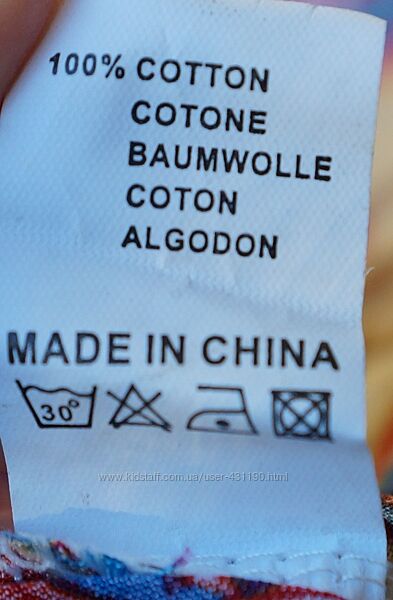 100% COTTON
COTONE
BAUMWOLLE
COTON
ALGODON
MADE IN CHINA
30°
www.kidstaff.com.ua/user-431190.html